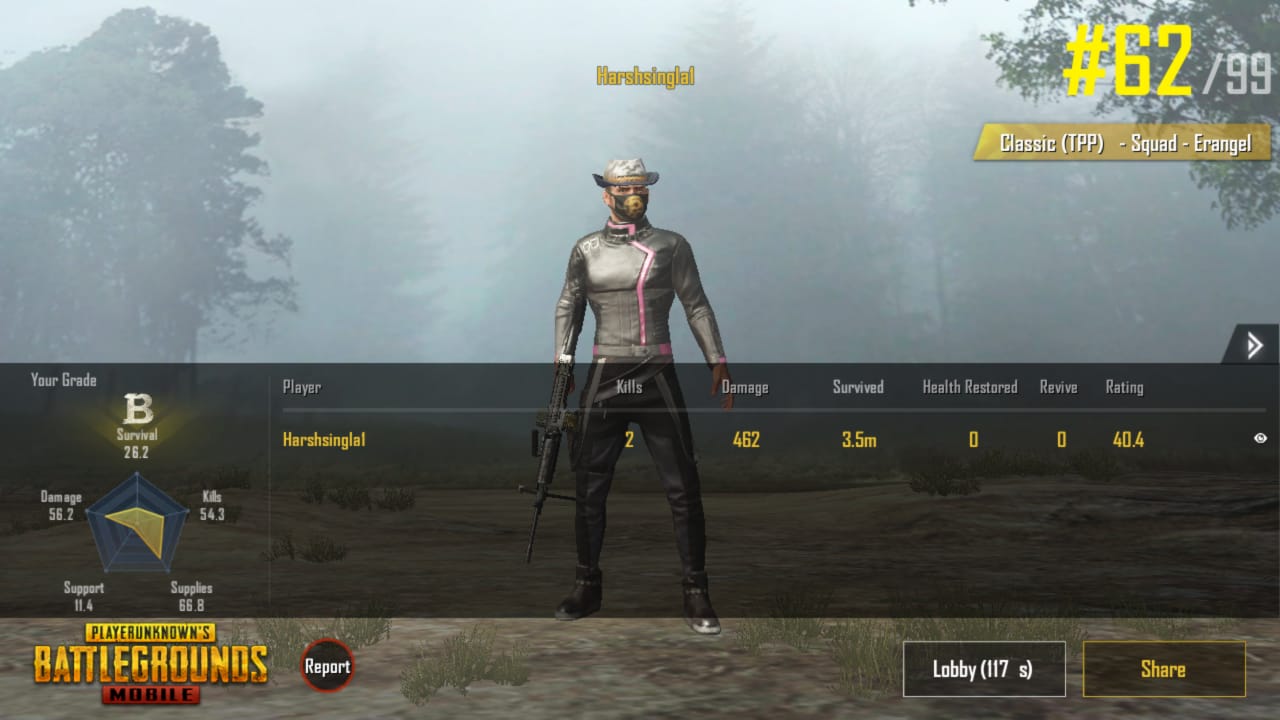 #62/99
Harshsinglal
Classic (TPP) - Squad - Erangel
Your Grade
B
Survival
26.2
Damage
56.2
Kills
54.3
Support
11.4
Supplies
66.8
Player Kills Damage Survived Health Restored Revive Rating
Harshsinglal 2 462 3.5m 0 0 40.4
PLAYERUNKNOWN'S
BATTLEGROUNDS
MOBILE
Report
Lobby (117 s)
Share